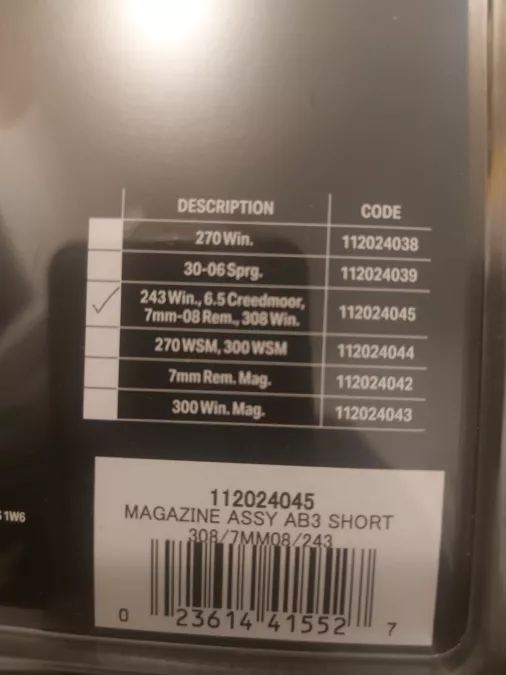 DESCRIPTION CODE
270 Win. 112024038
30-06 Sprg. 112024039
243 Win., 6.5 Creedmoor,
7mm-08 Rem., 308 Win. 112024045
270 WSM, 300 WSM 112024044
7mm Rem. Mag. 112024042
300 Win. Mag. 112024043
1W6
112024045
MAGAZINE ASSY AB3 SHORT
308/7MM08/243
0 23614 41552 7